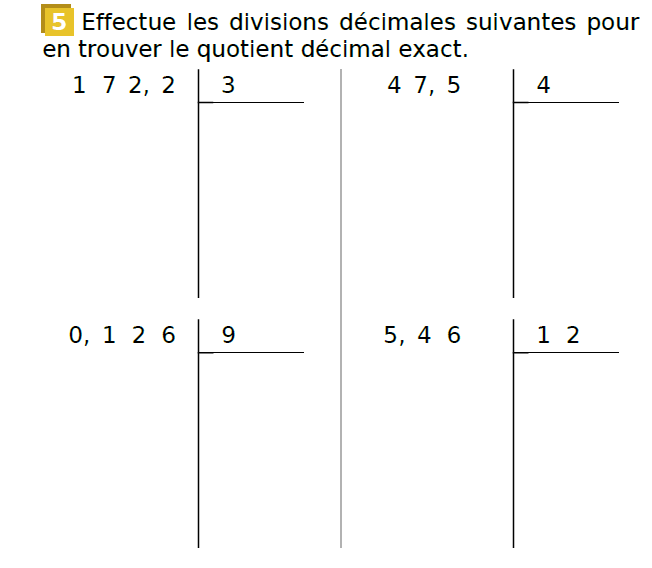 5 Effectue les divisions décimales suivantes pour
en trouver le quotient décimal exact.
1 7 2, 2 3
4 7, 5 4
0, 1 2 6 9
5, 4 6 1 2